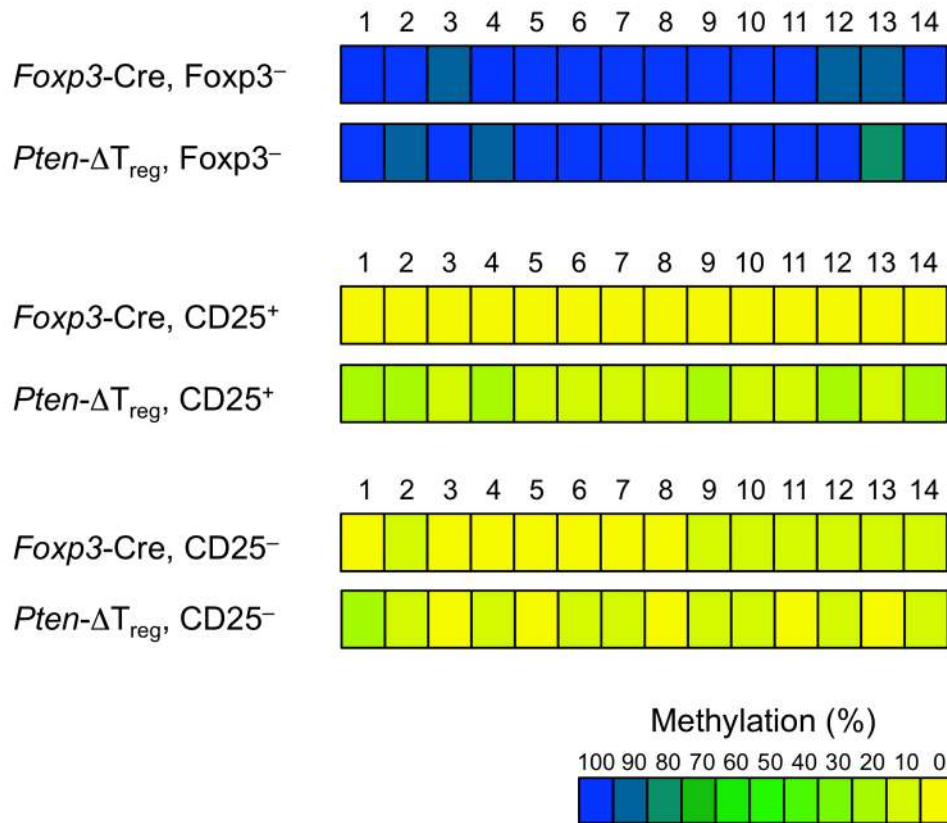 1 2 3 4 5 6 7 8 9 10 11 12 13 14
Foxp3-Cre, Foxp3⁻
Pten-ΔTreg, Foxp3⁻
1 2 3 4 5 6 7 8 9 10 11 12 13 14
Foxp3-Cre, CD25⁺
Pten-ΔTreg, CD25⁺
1 2 3 4 5 6 7 8 9 10 11 12 13 14
Foxp3-Cre, CD25⁻
Pten-ΔTreg, CD25⁻
Methylation (%)
100 90 80 70 60 50 40 30 20 10 0